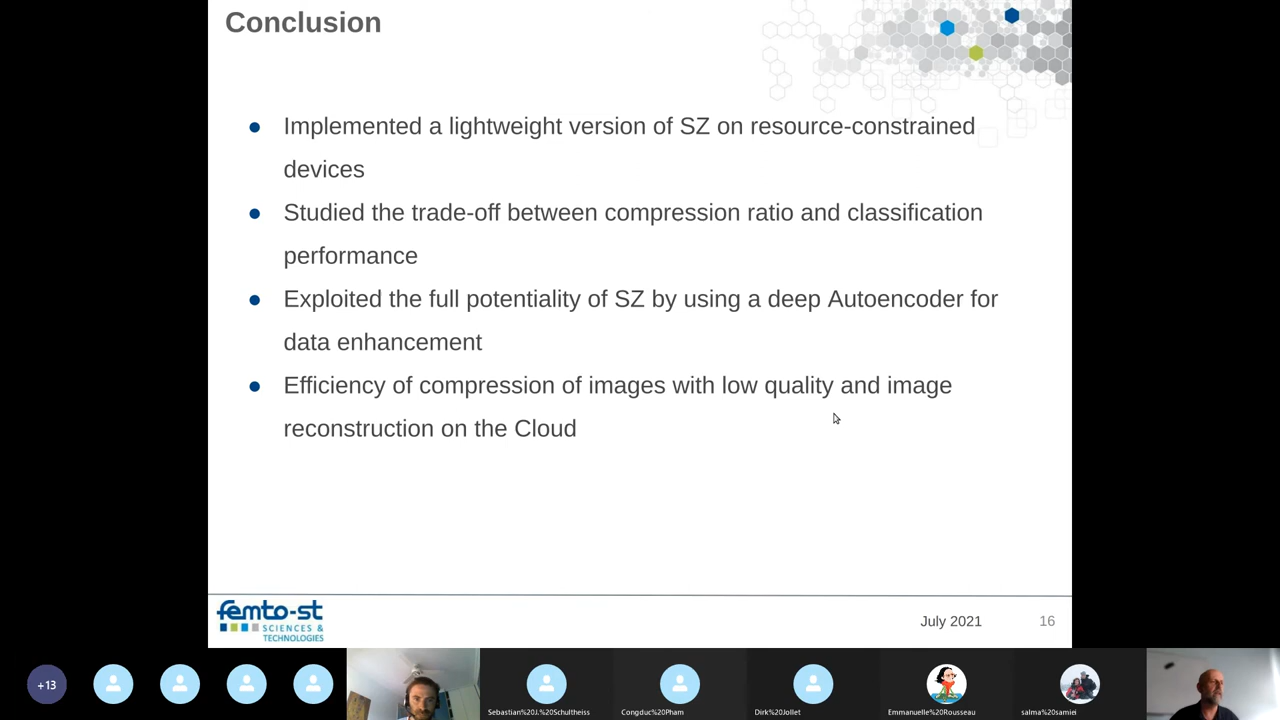 Conclusion
Implemented a lightweight version of SZ on resource-constrained
devices
Studied the trade-off between compression ratio and classification
performance
Exploited the full potentiality of SZ by using a deep Autoencoder for
data enhancement
Efficiency of compression of images with low quality and image
reconstruction on the Cloud
femto-st
SCIENCES &
TECHNOLOGIES
July 2021
16
+13
Sebastian%20J.%20Schultheiss
Congduc%20Pham
Dirk%20Jollet
Emmanuelle%20Rousseau
salma%20samiei